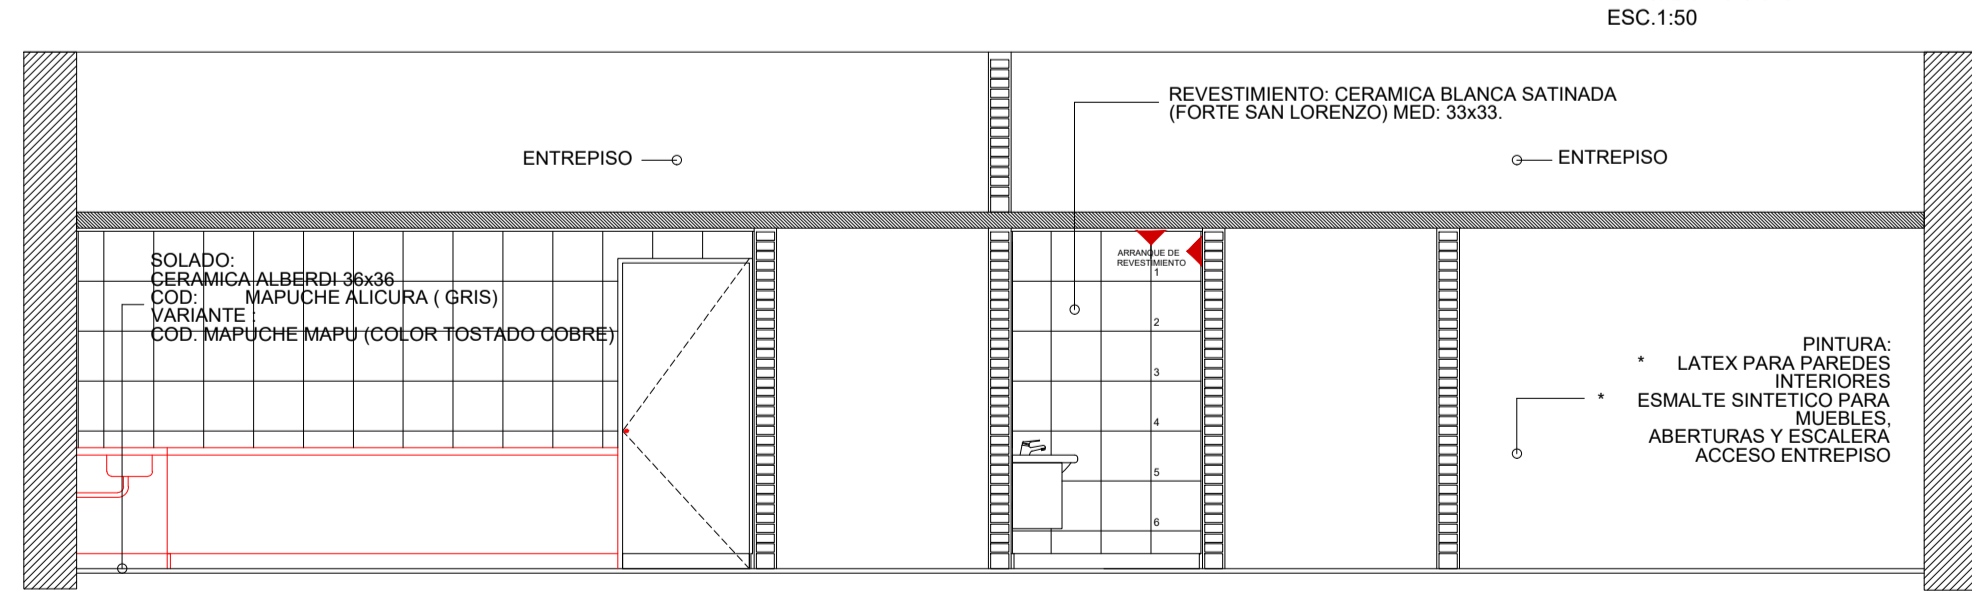 ESC.1:50
REVESTIMIENTO: CERAMICA BLANCA SATINADA
(FORTE SAN LORENZO) MED: 33x33.
ENTREPISO
ENTREPISO
SOLADO:
CERAMICA ALBERDI 36x36
COD: MAPUCHE ALICURA ( GRIS)
VARIANTE :
COD. MAPUCHE MAPU (COLOR TOSTADO COBRE)
ARRANQUE DE
REVESTIMIENTO
1
2
3
4
5
6
PINTURA:
* LATEX PARA PAREDES
INTERIORES
* ESMALTE SINTETICO PARA
MUEBLES,
ABERTURAS Y ESCALERA
ACCESO ENTREPISO